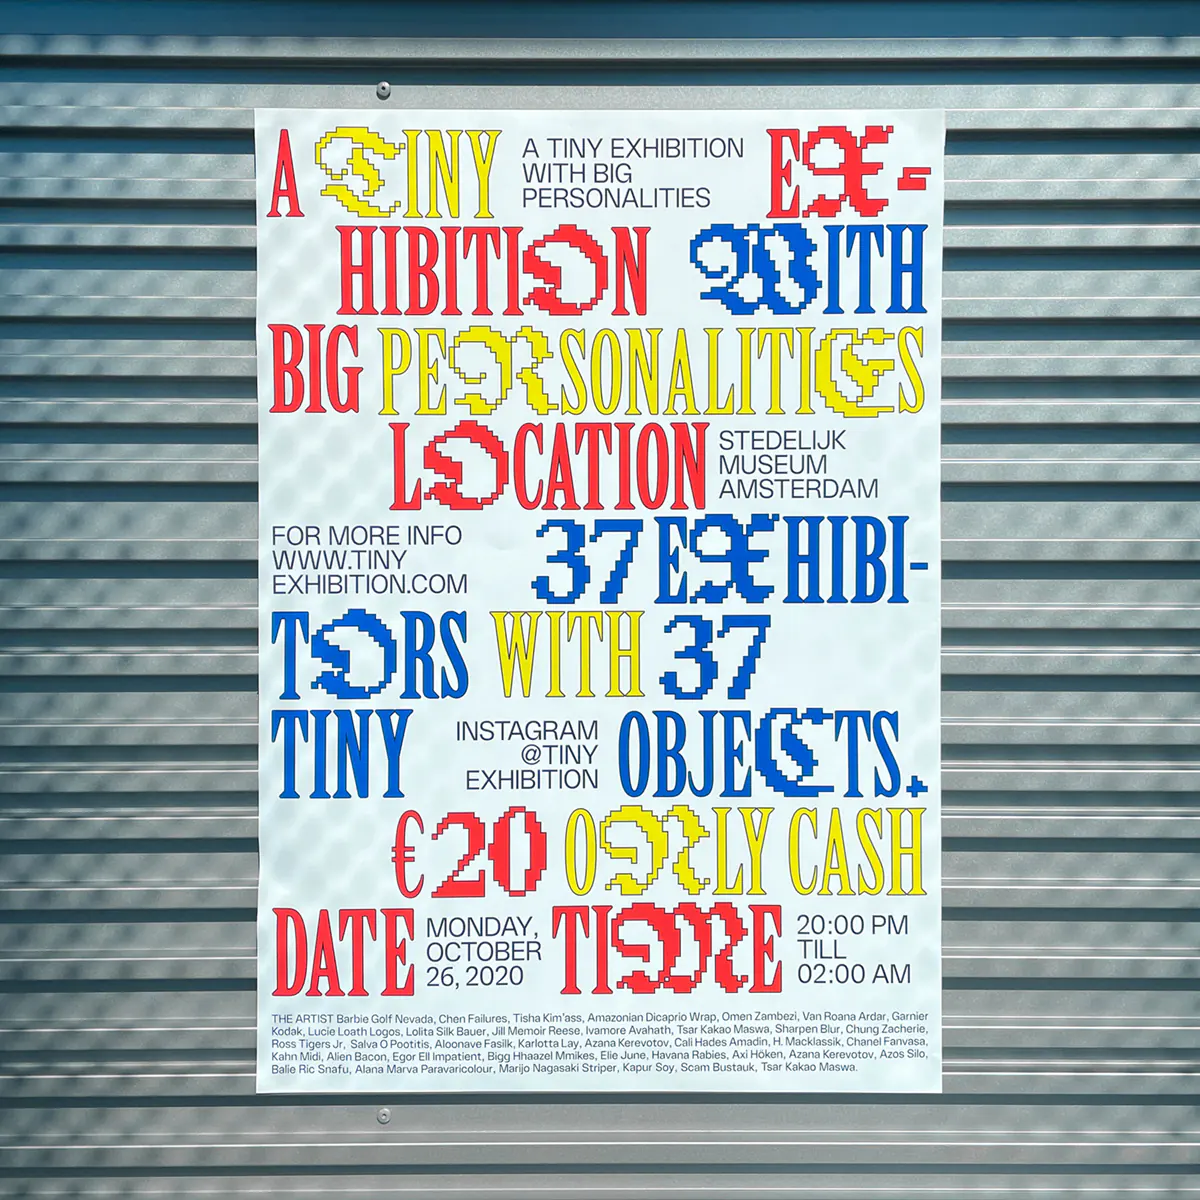 A TINY
A TINY EXHIBITION
WITH BIG
PERSONALITIES
EX-
HIBITION WITH
BIG PERSONALITIES
LOCATION
STEDELIJK
MUSEUM
AMSTERDAM
FOR MORE INFO
WWW.TINY
EXHIBITION.COM
37 EXHIBI-
TORS WITH 37
TINY
INSTAGRAM
@TINY
EXHIBITION
OBJECTS.
€20 ONLY CASH
DATE
MONDAY,
OCTOBER
26, 2020
TIME
20:00 PM
TILL
02:00 AM
THE ARTIST Barbie Golf Nevada, Chen Failures, Tisha Kim'ass, Amazonian Dicaprio Wrap, Omen Zambezi, Van Roana Ardar, Garnier
Kodak, Lucie Loath Logos, Lolita Silk Bauer, Jill Memoir Reese, Ivamore Avahath, Tsar Kakao Maswa, Sharpen Blur, Chung Zacherie,
Ross Tigers Jr, Salva O Pootitis, Aloonave Fasilk, Karlotta Lay, Azana Kerevotov, Cali Hades Amadin, H. Macklassik, Chanel Fanvasa,
Kahn Midi, Alien Bacon, Egor Ell Impatient, Bigg Hhaazel Mmikes, Elie June, Havana Rabies, Axi Höken, Azana Kerevotov, Azos Silo,
Balie Ric Snafu, Alana Marva Paravaricolour, Marijo Nagasaki Striper, Kapur Soy, Scam Bustauk, Tsar Kakao Maswa.